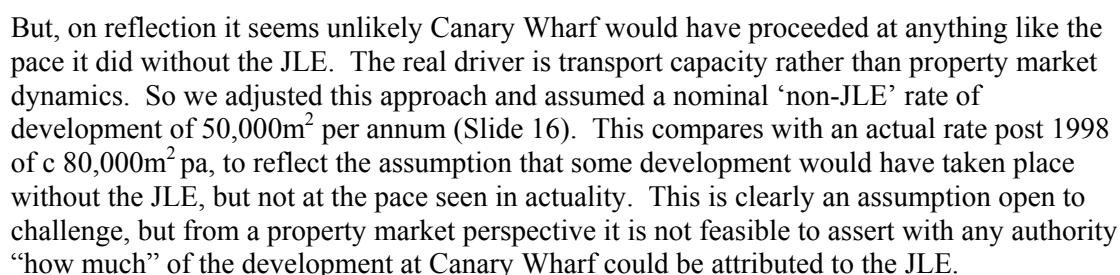 But, on reflection it seems unlikely Canary Wharf would have proceeded at anything like the
pace it did without the JLE.  The real driver is transport capacity rather than property market
dynamics.  So we adjusted this approach and assumed a nominal ‘non-JLE’ rate of
development of 50,000m² per annum (Slide 16).  This compares with an actual rate post 1998
of c 80,000m² pa, to reflect the assumption that some development would have taken place
without the JLE, but not at the pace seen in actuality.  This is clearly an assumption open to
challenge, but from a property market perspective it is not feasible to assert with any authority
“how much” of the development at Canary Wharf could be attributed to the JLE.